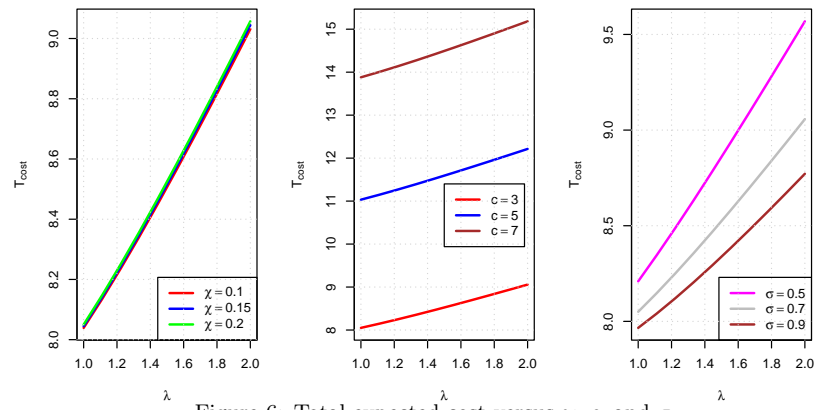 T_cost
9.0
8.8
8.6
8.4
8.2
8.0
1.0 1.2 1.4 1.6 1.8 2.0
λ
χ = 0.1
χ = 0.15
χ = 0.2
T_cost
15
14
13
12
11
10
9
8
1.0 1.2 1.4 1.6 1.8 2.0
λ
c = 3
c = 5
c = 7
T_cost
9.5
9.0
8.5
8.0
1.0 1.2 1.4 1.6 1.8 2.0
λ
σ = 0.5
σ = 0.7
σ = 0.9
Figure 6: Total expected cost versus and